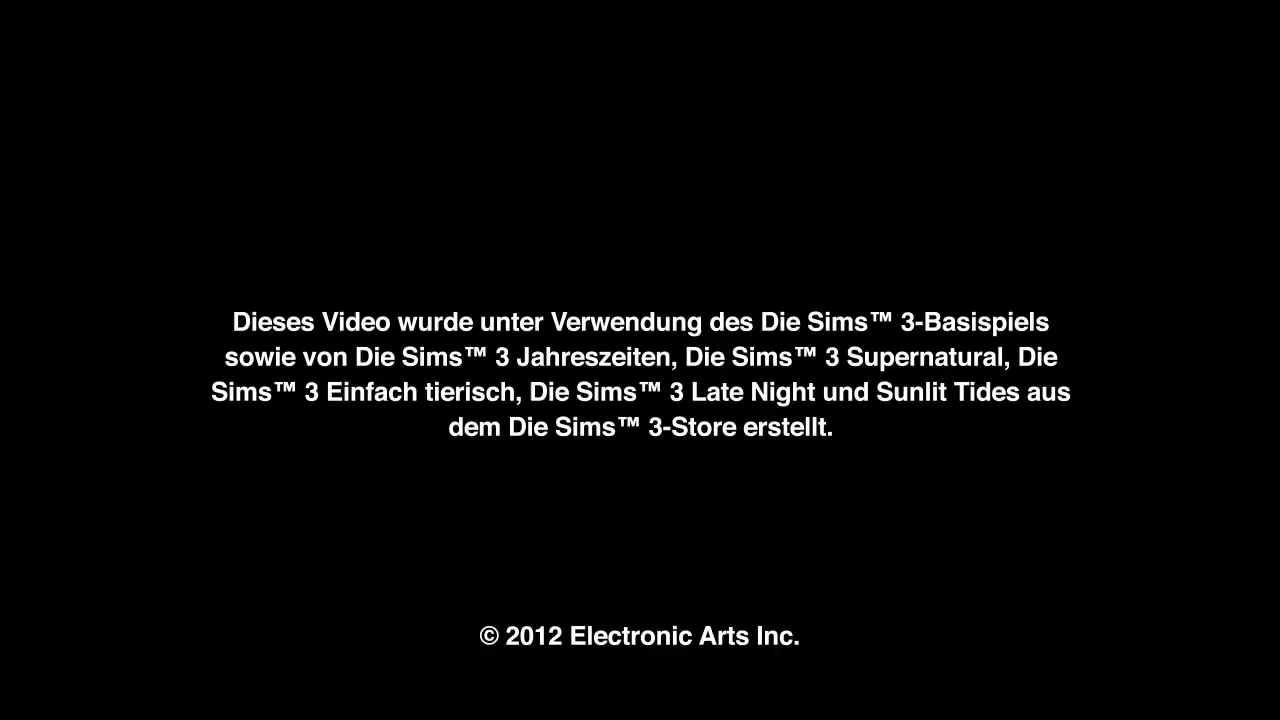 Dieses Video wurde unter Verwendung des Die Sims™ 3-Basispiels
sowie von Die Sims™ 3 Jahreszeiten, Die Sims™ 3 Supernatural, Die
Sims™ 3 Einfach tierisch, Die Sims™ 3 Late Night und Sunlit Tides aus
dem Die Sims™ 3-Store erstellt.
© 2012 Electronic Arts Inc.